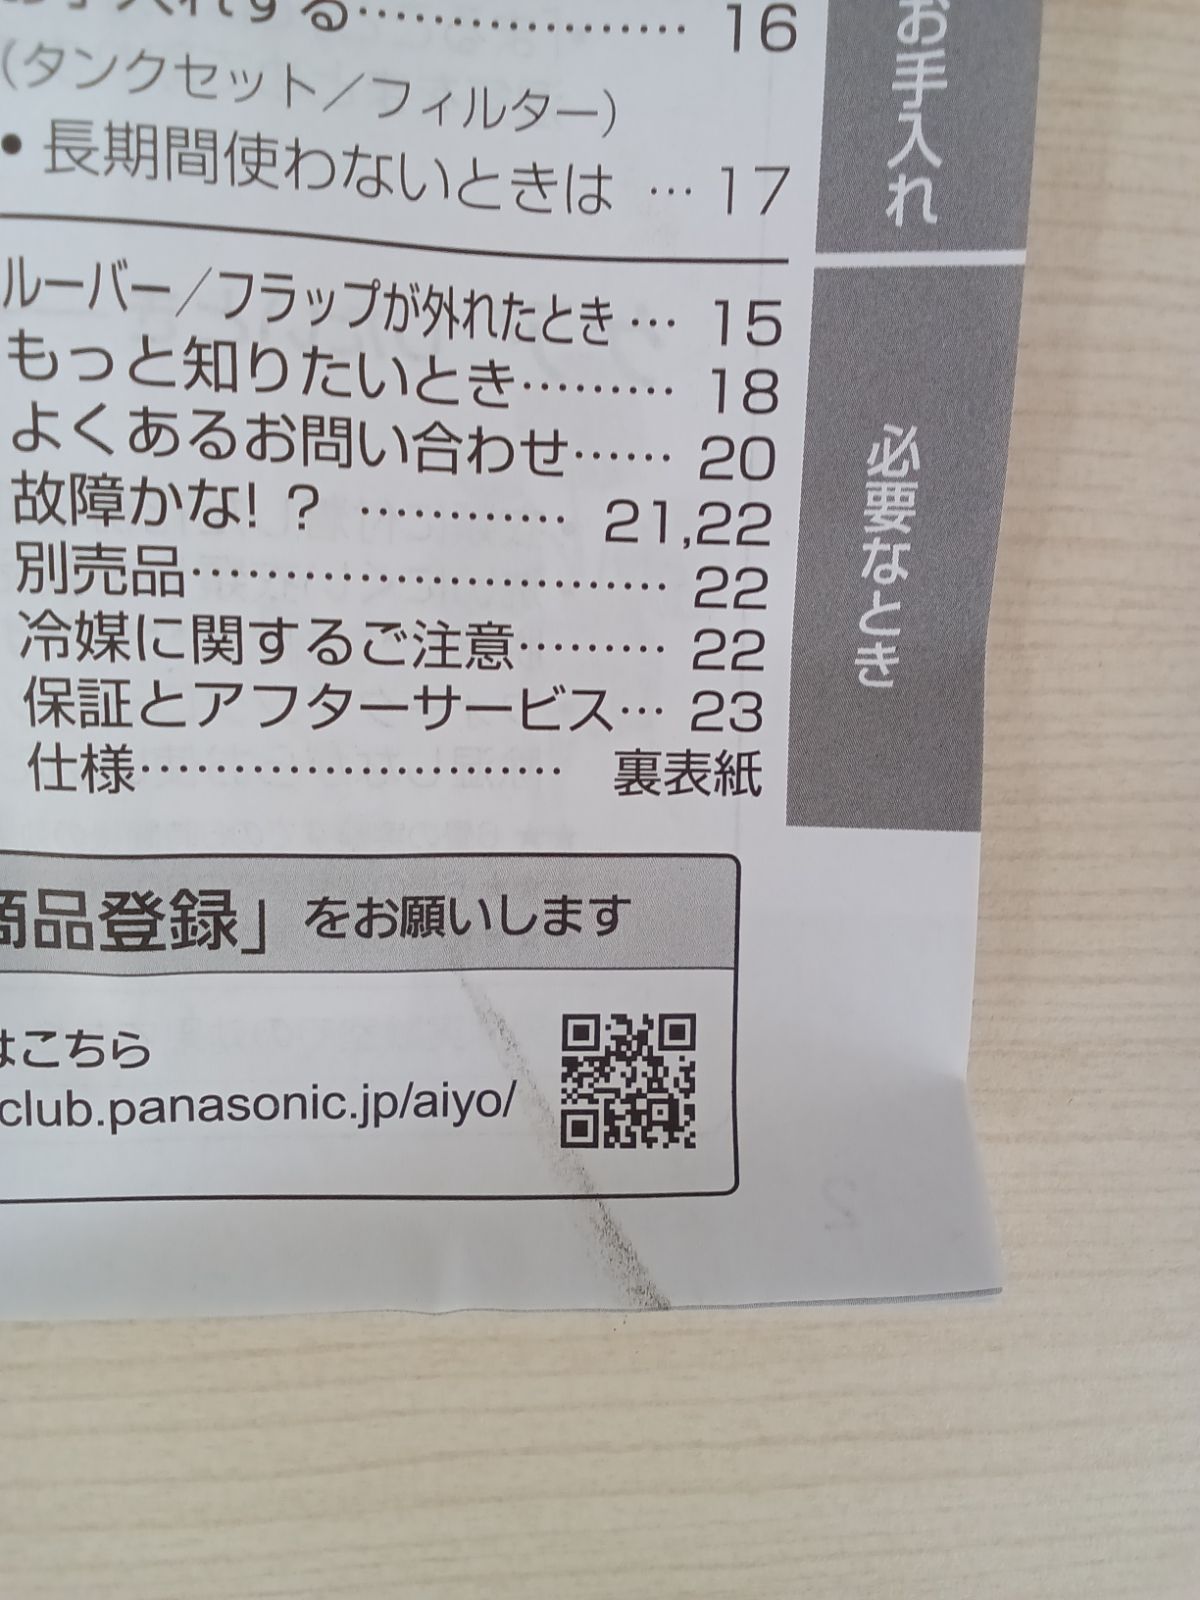 お手入れする……………… 16
(タンクセット／フィルター)
• 長期間使わないときは … 17
ルーバー／フラップが外れたとき… 15
もっと知りたいとき……… 18
よくあるお問い合わせ…… 20
故障かな! ? ………… 21,22
別売品……………………… 22
冷媒に関するご注意……… 22
保証とアフターサービス… 23
仕様…………………… 裏表紙
お手入れ
必要なとき
商品登録」をお願いします
はこちら
club.panasonic.jp/aiyo/